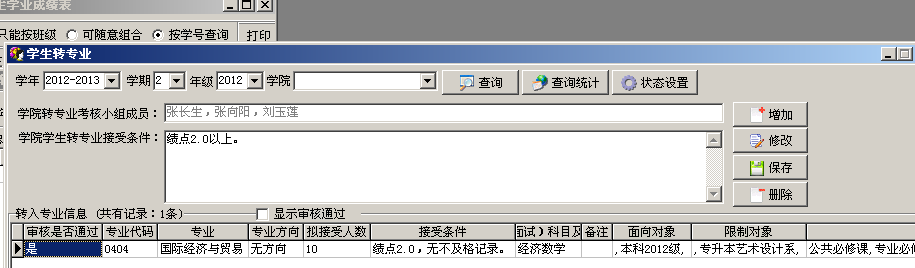 生学业成绩表
只能按班级 可随意组合 按学号查询 打印
学生转专业
学年 2012-2013 学期 2 年级 2012 学院 查询 查询统计 状态设置
学院转专业考核小组成员： 张长生，张向阳，刘玉莲 增加
学院学生转专业接受条件： 绩点2.0以上。 修改
保存
删除
转入专业信息 (共有记录：1条) 显示审核通过
审核是否通过 专业代码 专业 专业方向 拟接受人数 接受条件 面试)科目及 备注 面向对象 限制对象
是 0404 国际经济与贸易 无方向 10 绩点2.0，无不及格记录。 经济数学 ,本科2012级, ,专升本艺术设计系, 公共必修课,专业必